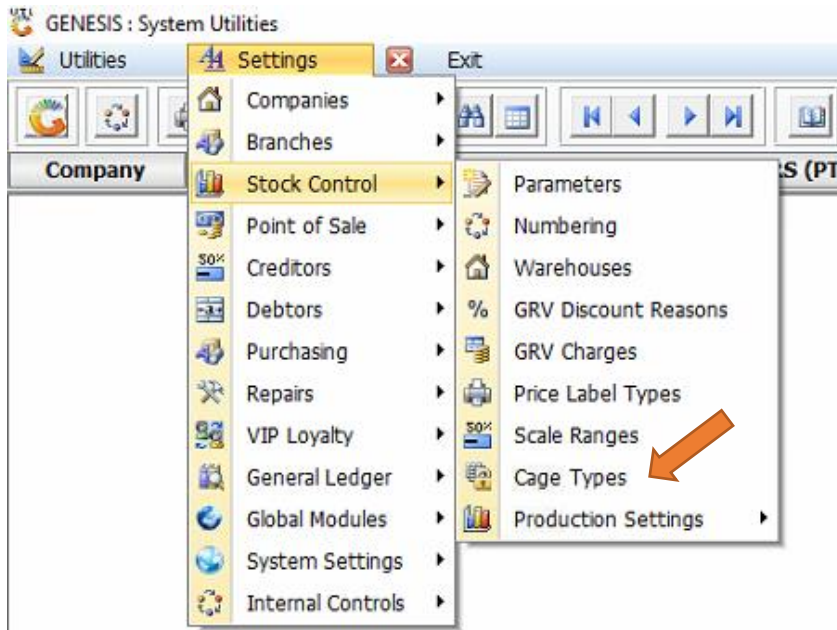 GENESIS : System Utilities
Utilities Settings Exit
Company
Companies
Branches
Stock Control
Point of Sale
Creditors
Debtors
Purchasing
Repairs
VIP Loyalty
General Ledger
Global Modules
System Settings
Internal Controls
:S (PT
Parameters
Numbering
Warehouses
% GRV Discount Reasons
GRV Charges
Price Label Types
50% Scale Ranges
Cage Types
Production Settings